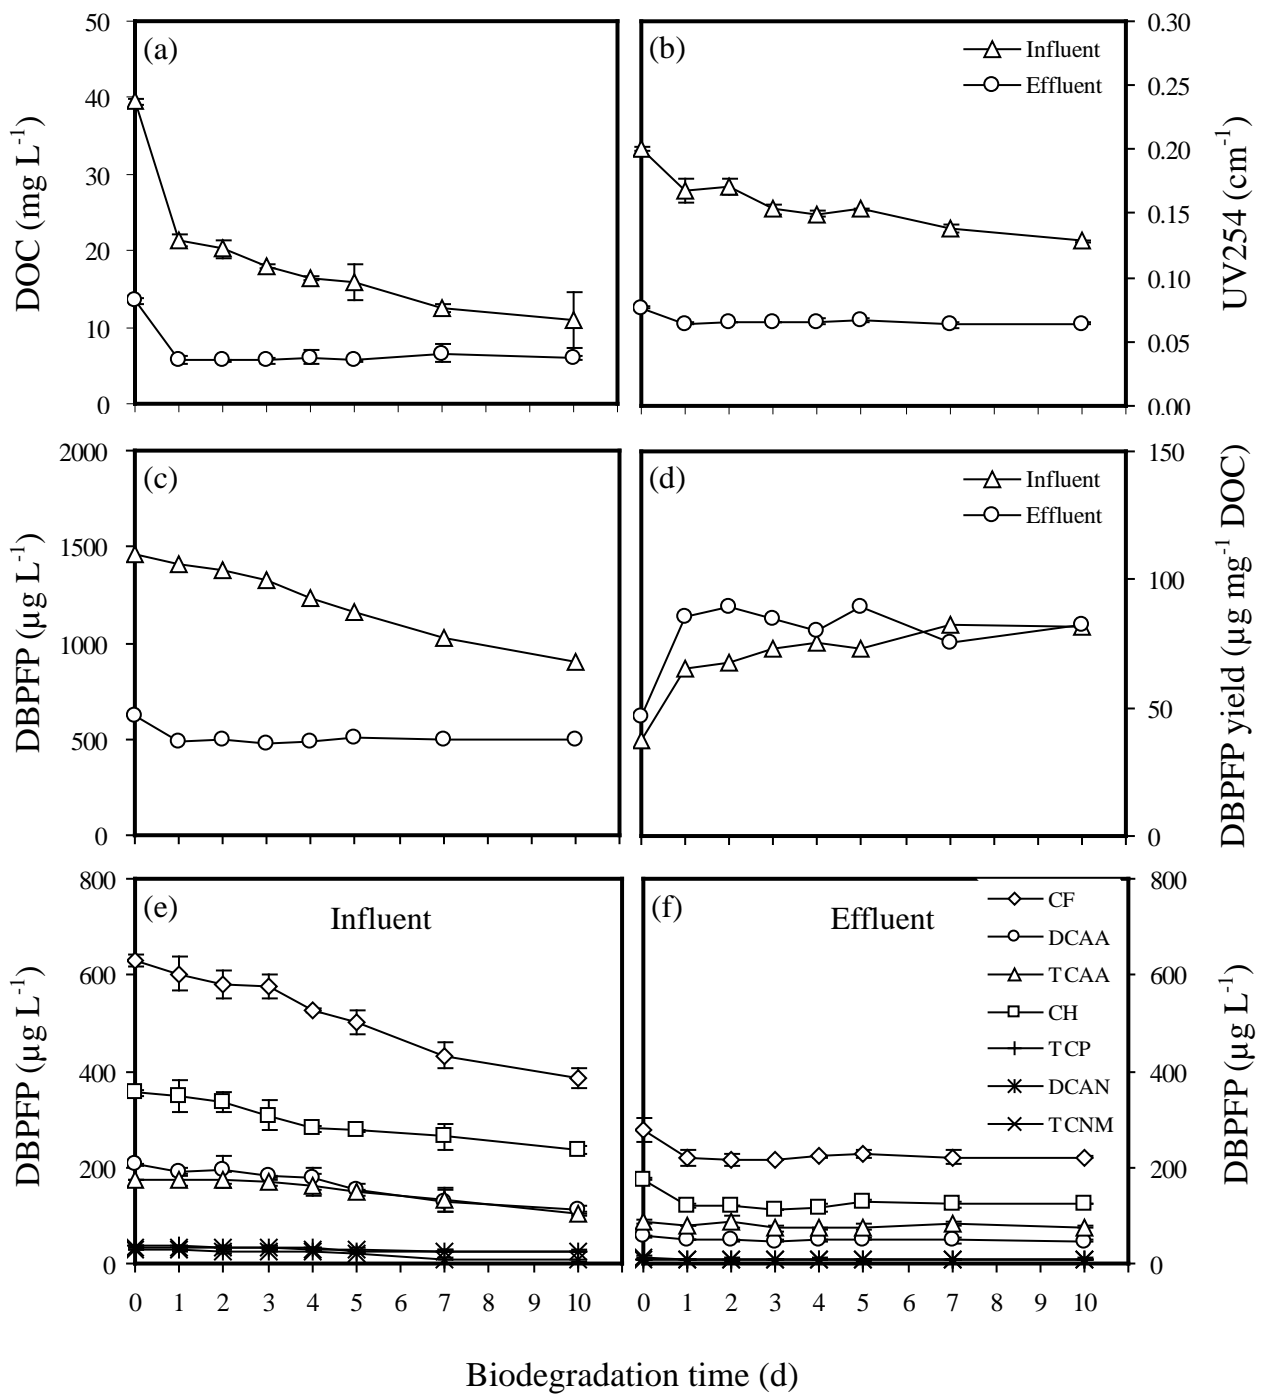 (a)
50
40
30
20
10
0
DOC (mg L⁻¹)
(b)
Influent
Effluent
0.30
0.25
0.20
0.15
0.10
0.05
0.00
UV254 (cm⁻¹)
(c)
2000
1500
1000
500
0
DBPFP (µg L⁻¹)
(d)
Influent
Effluent
150
100
50
0
DBPFP yield (µg mg⁻¹ DOC)
(e)
Influent
800
600
400
200
0
DBPFP (µg L⁻¹)
0 1 2 3 4 5 6 7 8 9 10
(f)
Effluent
CF
DCAA
TCAA
CH
TCP
DCAN
TCNM
800
600
400
200
0
DBPFP (µg L⁻¹)
0 1 2 3 4 5 6 7 8 9 10
Biodegradation time (d)